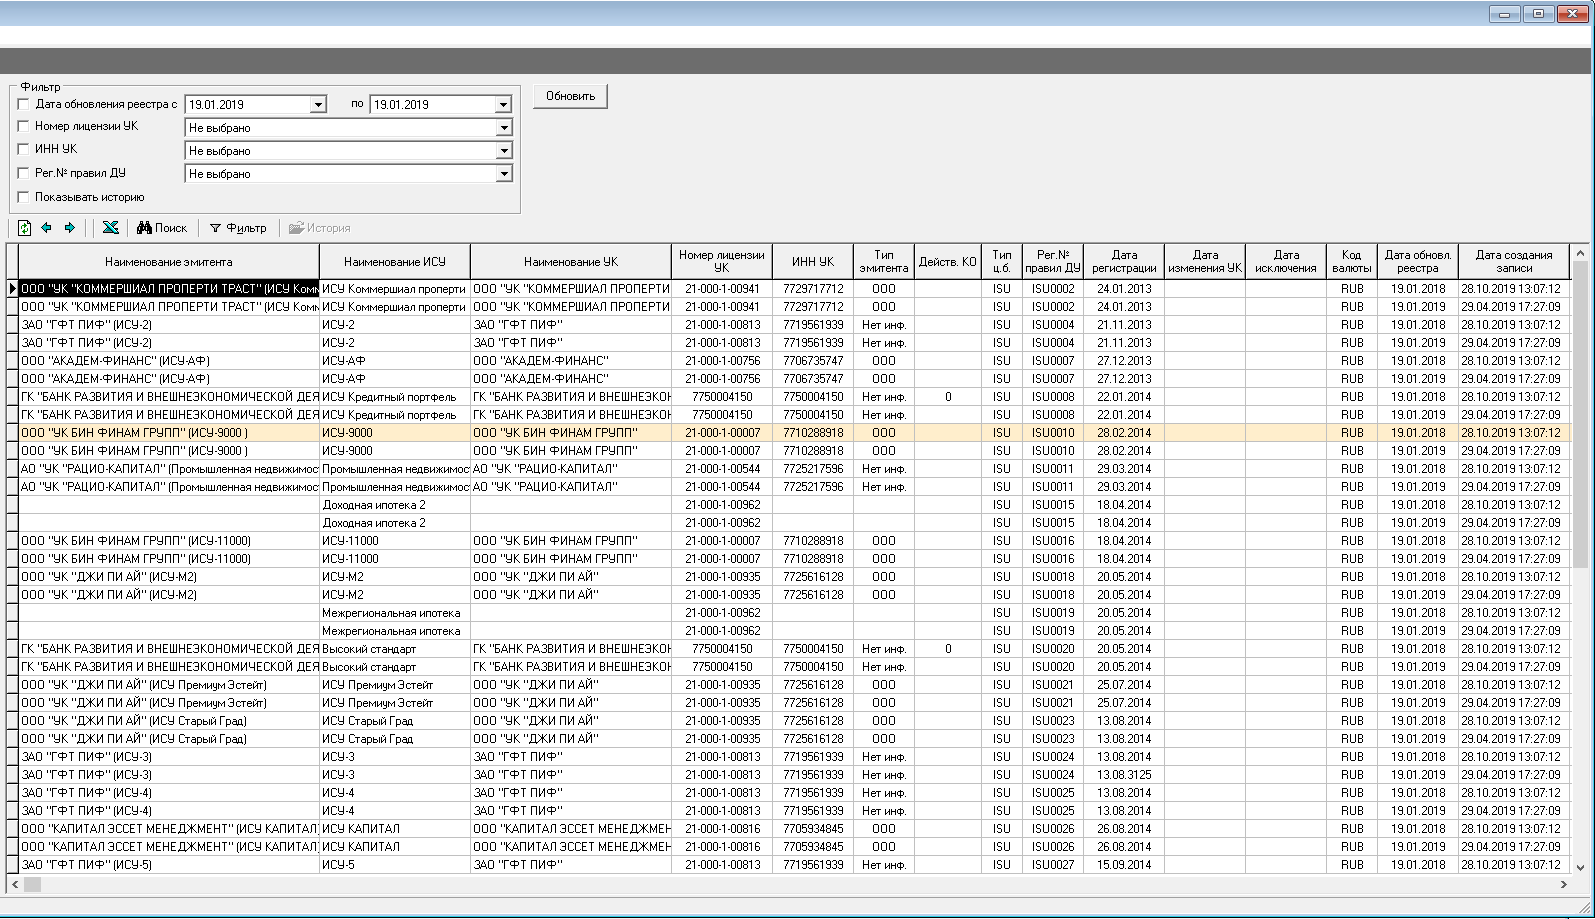 Фильтр
Дата обновления реестра с 19.01.2019 по 19.01.2019 Обновить
Номер лицензии УК Не выбрано
ИНН УК Не выбрано
Рег.№ правил ДУ Не выбрано
Показывать историю
Поиск Фильтр История
Наименование эмитента Наименование ИСУ Наименование УК Номер лицензии УК ИНН УК Тип эмитента Действ. КО Тип ц.б. Рег.№ правил ДУ Дата регистрации Дата изменения УК Дата исключения Код валюты Дата обновл. реестра Дата создания записи
ООО "УК "КОММЕРШИАЛ ПРОПЕРТИ ТРАСТ" (ИСУ Комм ИСУ Коммершиал проперти ООО "УК "КОММЕРШИАЛ ПРОПЕРТИ 21-000-1-00941 7729717712 ООО ISU ISU0002 24.01.2013 RUB 19.01.2018 28.10.2019 13:07:12
ООО "УК "КОММЕРШИАЛ ПРОПЕРТИ ТРАСТ" (ИСУ Комм ИСУ Коммершиал проперти ООО "УК "КОММЕРШИАЛ ПРОПЕРТИ 21-000-1-00941 7729717712 ООО ISU ISU0002 24.01.2013 RUB 19.01.2019 29.04.2019 17:27:09
ЗАО "ГФТ ПИФ" (ИСУ-2) ИСУ-2 ЗАО "ГФТ ПИФ" 21-000-1-00813 7719561939 Нет инф. ISU ISU0004 21.11.2013 RUB 19.01.2018 28.10.2019 13:07:12
ЗАО "ГФТ ПИФ" (ИСУ-2) ИСУ-2 ЗАО "ГФТ ПИФ" 21-000-1-00813 7719561939 Нет инф. ISU ISU0004 21.11.2013 RUB 19.01.2019 29.04.2019 17:27:09
ООО "АКАДЕМ-ФИНАНС" (ИСУ-АФ) ИСУ-АФ ООО "АКАДЕМ-ФИНАНС" 21-000-1-00756 7706735747 ООО ISU ISU0007 27.12.2013 RUB 19.01.2018 28.10.2019 13:07:12
ООО "АКАДЕМ-ФИНАНС" (ИСУ-АФ) ИСУ-АФ ООО "АКАДЕМ-ФИНАНС" 21-000-1-00756 7706735747 ООО ISU ISU0007 27.12.2013 RUB 19.01.2019 29.04.2019 17:27:09
ГК "БАНК РАЗВИТИЯ И ВНЕШНЕЭКОНОМИЧЕСКОЙ ДЕЯ ИСУ Кредитный портфель ГК "БАНК РАЗВИТИЯ И ВНЕШНЕЭКОН 7750004150 7750004150 Нет инф. 0 ISU ISU0008 22.01.2014 RUB 19.01.2018 28.10.2019 13:07:12
ГК "БАНК РАЗВИТИЯ И ВНЕШНЕЭКОНОМИЧЕСКОЙ ДЕЯ ИСУ Кредитный портфель ГК "БАНК РАЗВИТИЯ И ВНЕШНЕЭКОН 7750004150 7750004150 Нет инф. ISU ISU0008 22.01.2014 RUB 19.01.2019 29.04.2019 17:27:09
ООО "УК БИН ФИНАМ ГРУПП" (ИСУ-9000 ) ИСУ-9000 ООО "УК БИН ФИНАМ ГРУПП" 21-000-1-00007 7710288918 ООО ISU ISU0010 28.02.2014 RUB 19.01.2018 28.10.2019 13:07:12
ООО "УК БИН ФИНАМ ГРУПП" (ИСУ-9000 ) ИСУ-9000 ООО "УК БИН ФИНАМ ГРУПП" 21-000-1-00007 7710288918 ООО ISU ISU0010 28.02.2014 RUB 19.01.2019 29.04.2019 17:27:09
АО "УК "РАЦИО-КАПИТАЛ" (Промышленная недвижимос Промышленная недвижимос АО "УК "РАЦИО-КАПИТАЛ" 21-000-1-00544 7725217596 Нет инф. ISU ISU0011 29.03.2014 RUB 19.01.2018 28.10.2019 13:07:12
АО "УК "РАЦИО-КАПИТАЛ" (Промышленная недвижимос Промышленная недвижимос АО "УК "РАЦИО-КАПИТАЛ" 21-000-1-00544 7725217596 Нет инф. ISU ISU0011 29.03.2014 RUB 19.01.2019 29.04.2019 17:27:09
Доходная ипотека 2 21-000-1-00962 ISU ISU0015 18.04.2014 RUB 19.01.2018 28.10.2019 13:07:12
Доходная ипотека 2 21-000-1-00962 ISU ISU0015 18.04.2014 RUB 19.01.2019 29.04.2019 17:27:09
ООО "УК БИН ФИНАМ ГРУПП" (ИСУ-11000) ИСУ-11000 ООО "УК БИН ФИНАМ ГРУПП" 21-000-1-00007 7710288918 ООО ISU ISU0016 18.04.2014 RUB 19.01.2018 28.10.2019 13:07:12
ООО "УК БИН ФИНАМ ГРУПП" (ИСУ-11000) ИСУ-11000 ООО "УК БИН ФИНАМ ГРУПП" 21-000-1-00007 7710288918 ООО ISU ISU0016 18.04.2014 RUB 19.01.2019 29.04.2019 17:27:09
ООО "УК "ДЖИ ПИ АЙ" (ИСУ-М2) ИСУ-М2 ООО "УК "ДЖИ ПИ АЙ" 21-000-1-00935 7725616128 ООО ISU ISU0018 20.05.2014 RUB 19.01.2018 28.10.2019 13:07:12
ООО "УК "ДЖИ ПИ АЙ" (ИСУ-М2) ИСУ-М2 ООО "УК "ДЖИ ПИ АЙ" 21-000-1-00935 7725616128 ООО ISU ISU0018 20.05.2014 RUB 19.01.2019 29.04.2019 17:27:09
Межрегиональная ипотека 21-000-1-00962 ISU ISU0019 20.05.2014 RUB 19.01.2018 28.10.2019 13:07:12
Межрегиональная ипотека 21-000-1-00962 ISU ISU0019 20.05.2014 RUB 19.01.2019 29.04.2019 17:27:09
ГК "БАНК РАЗВИТИЯ И ВНЕШНЕЭКОНОМИЧЕСКОЙ ДЕЯ Высокий стандарт ГК "БАНК РАЗВИТИЯ И ВНЕШНЕЭКОН 7750004150 7750004150 Нет инф. 0 ISU ISU0020 20.05.2014 RUB 19.01.2018 28.10.2019 13:07:12
ГК "БАНК РАЗВИТИЯ И ВНЕШНЕЭКОНОМИЧЕСКОЙ ДЕЯ Высокий стандарт ГК "БАНК РАЗВИТИЯ И ВНЕШНЕЭКОН 7750004150 7750004150 Нет инф. ISU ISU0020 20.05.2014 RUB 19.01.2019 29.04.2019 17:27:09
ООО "УК "ДЖИ ПИ АЙ" (ИСУ Премиум Эстейт) ИСУ Премиум Эстейт ООО "УК "ДЖИ ПИ АЙ" 21-000-1-00935 7725616128 ООО ISU ISU0021 25.07.2014 RUB 19.01.2018 28.10.2019 13:07:12
ООО "УК "ДЖИ ПИ АЙ" (ИСУ Премиум Эстейт) ИСУ Премиум Эстейт ООО "УК "ДЖИ ПИ АЙ" 21-000-1-00935 7725616128 ООО ISU ISU0021 25.07.2014 RUB 19.01.2019 29.04.2019 17:27:09
ООО "УК "ДЖИ ПИ АЙ" (ИСУ Старый Град) ИСУ Старый Град ООО "УК "ДЖИ ПИ АЙ" 21-000-1-00935 7725616128 ООО ISU ISU0023 13.08.2014 RUB 19.01.2018 28.10.2019 13:07:12
ООО "УК "ДЖИ ПИ АЙ" (ИСУ Старый Град) ИСУ Старый Град ООО "УК "ДЖИ ПИ АЙ" 21-000-1-00935 7725616128 ООО ISU ISU0023 13.08.2014 RUB 19.01.2019 29.04.2019 17:27:09
ЗАО "ГФТ ПИФ" (ИСУ-3) ИСУ-3 ЗАО "ГФТ ПИФ" 21-000-1-00813 7719561939 Нет инф. ISU ISU0024 13.08.2014 RUB 19.01.2018 28.10.2019 13:07:12
ЗАО "ГФТ ПИФ" (ИСУ-3) ИСУ-3 ЗАО "ГФТ ПИФ" 21-000-1-00813 7719561939 Нет инф. ISU ISU0024 13.08.3125 RUB 19.01.2019 29.04.2019 17:27:09
ЗАО "ГФТ ПИФ" (ИСУ-4) ИСУ-4 ЗАО "ГФТ ПИФ" 21-000-1-00813 7719561939 Нет инф. ISU ISU0025 13.08.2014 RUB 19.01.2018 28.10.2019 13:07:12
ЗАО "ГФТ ПИФ" (ИСУ-4) ИСУ-4 ЗАО "ГФТ ПИФ" 21-000-1-00813 7719561939 Нет инф. ISU ISU0025 13.08.2014 RUB 19.01.2019 29.04.2019 17:27:09
ООО "КАПИТАЛ ЭССЕТ МЕНЕДЖМЕНТ" (ИСУ КАПИТАЛ) ИСУ КАПИТАЛ ООО "КАПИТАЛ ЭССЕТ МЕНЕДЖМЕН 21-000-1-00816 7705934845 ООО ISU ISU0026 26.08.2014 RUB 19.01.2018 28.10.2019 13:07:12
ООО "КАПИТАЛ ЭССЕТ МЕНЕДЖМЕНТ" (ИСУ КАПИТАЛ) ИСУ КАПИТАЛ ООО "КАПИТАЛ ЭССЕТ МЕНЕДЖМЕН 21-000-1-00816 7705934845 ООО ISU ISU0026 26.08.2014 RUB 19.01.2019 29.04.2019 17:27:09
ЗАО "ГФТ ПИФ" (ИСУ-5) ИСУ-5 ЗАО "ГФТ ПИФ" 21-000-1-00813 7719561939 Нет инф. ISU ISU0027 15.09.2014 RUB 19.01.2018 28.10.2019 13:07:12